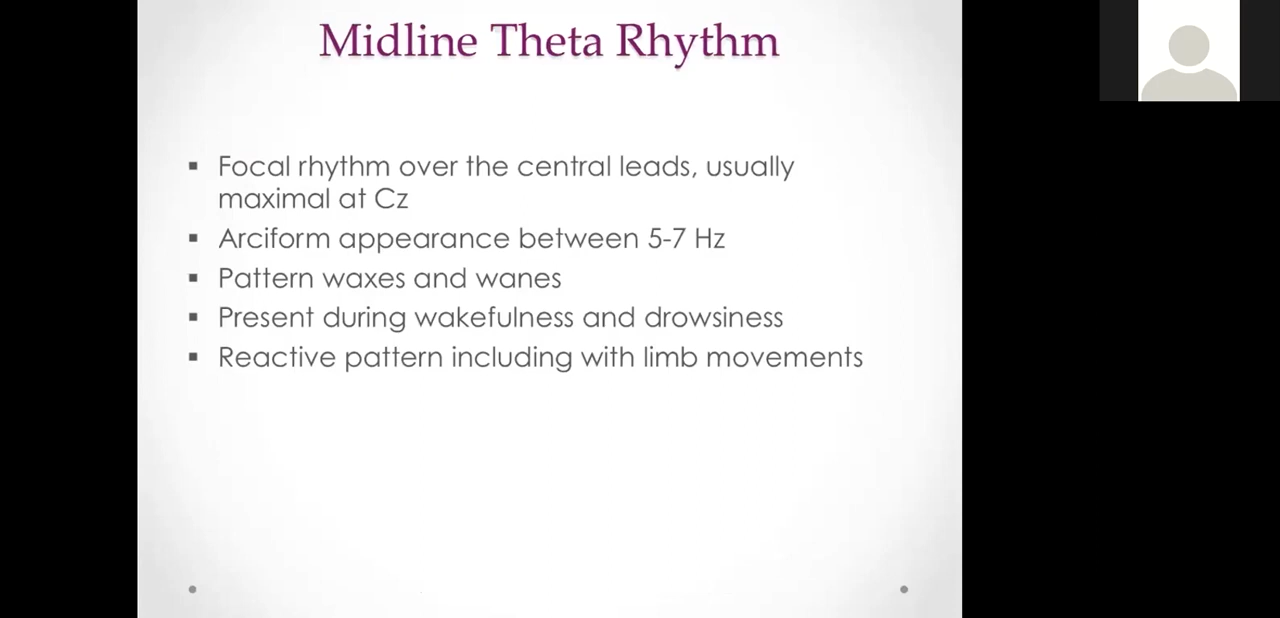 Midline Theta Rhythm
▪ Focal rhythm over the central leads, usually
maximal at Cz
▪ Arciform appearance between 5-7 Hz
▪ Pattern waxes and wanes
▪ Present during wakefulness and drowsiness
▪ Reactive pattern including with limb movements